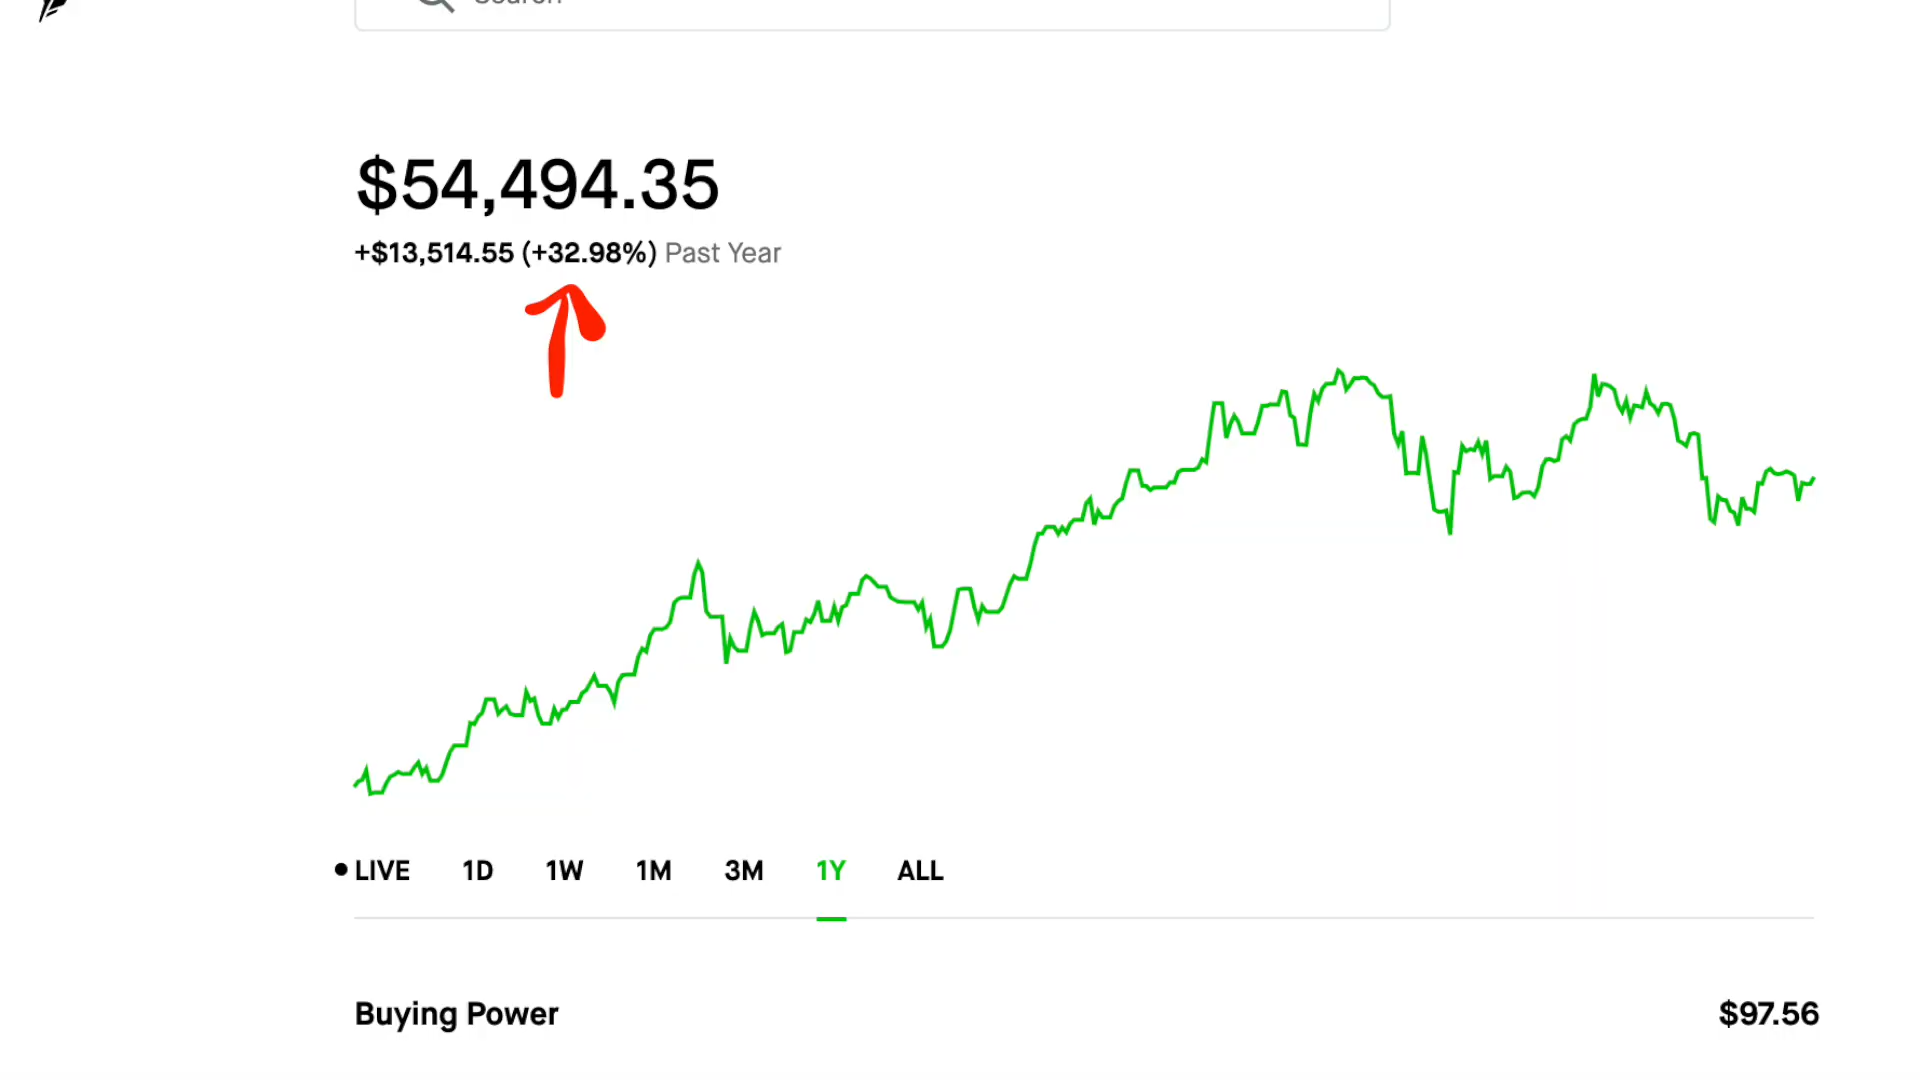 Search
$54,494.35
+$13,514.55 (+32.98%) Past Year
LIVE 1D 1W 1M 3M 1Y ALL
Buying Power $97.56